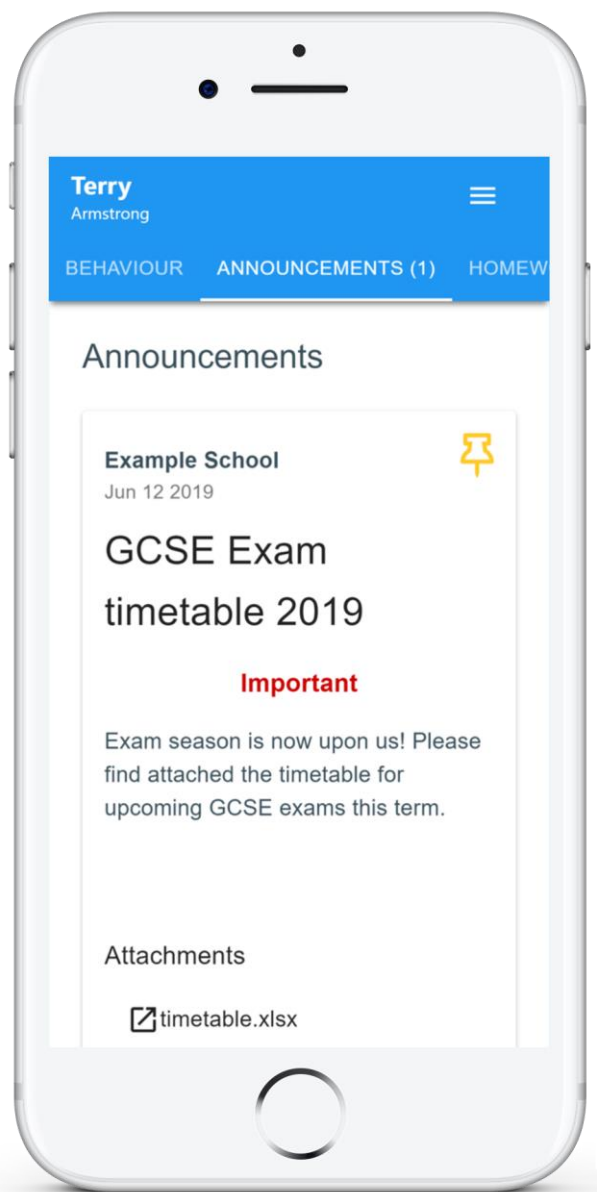 Terry
Armstrong
BEHAVIOUR ANNOUNCEMENTS (1) HOMEW
Announcements
Example School
Jun 12 2019
GCSE Exam
timetable 2019
Important
Exam season is now upon us! Please
find attached the timetable for
upcoming GCSE exams this term.
Attachments
timetable.xlsx